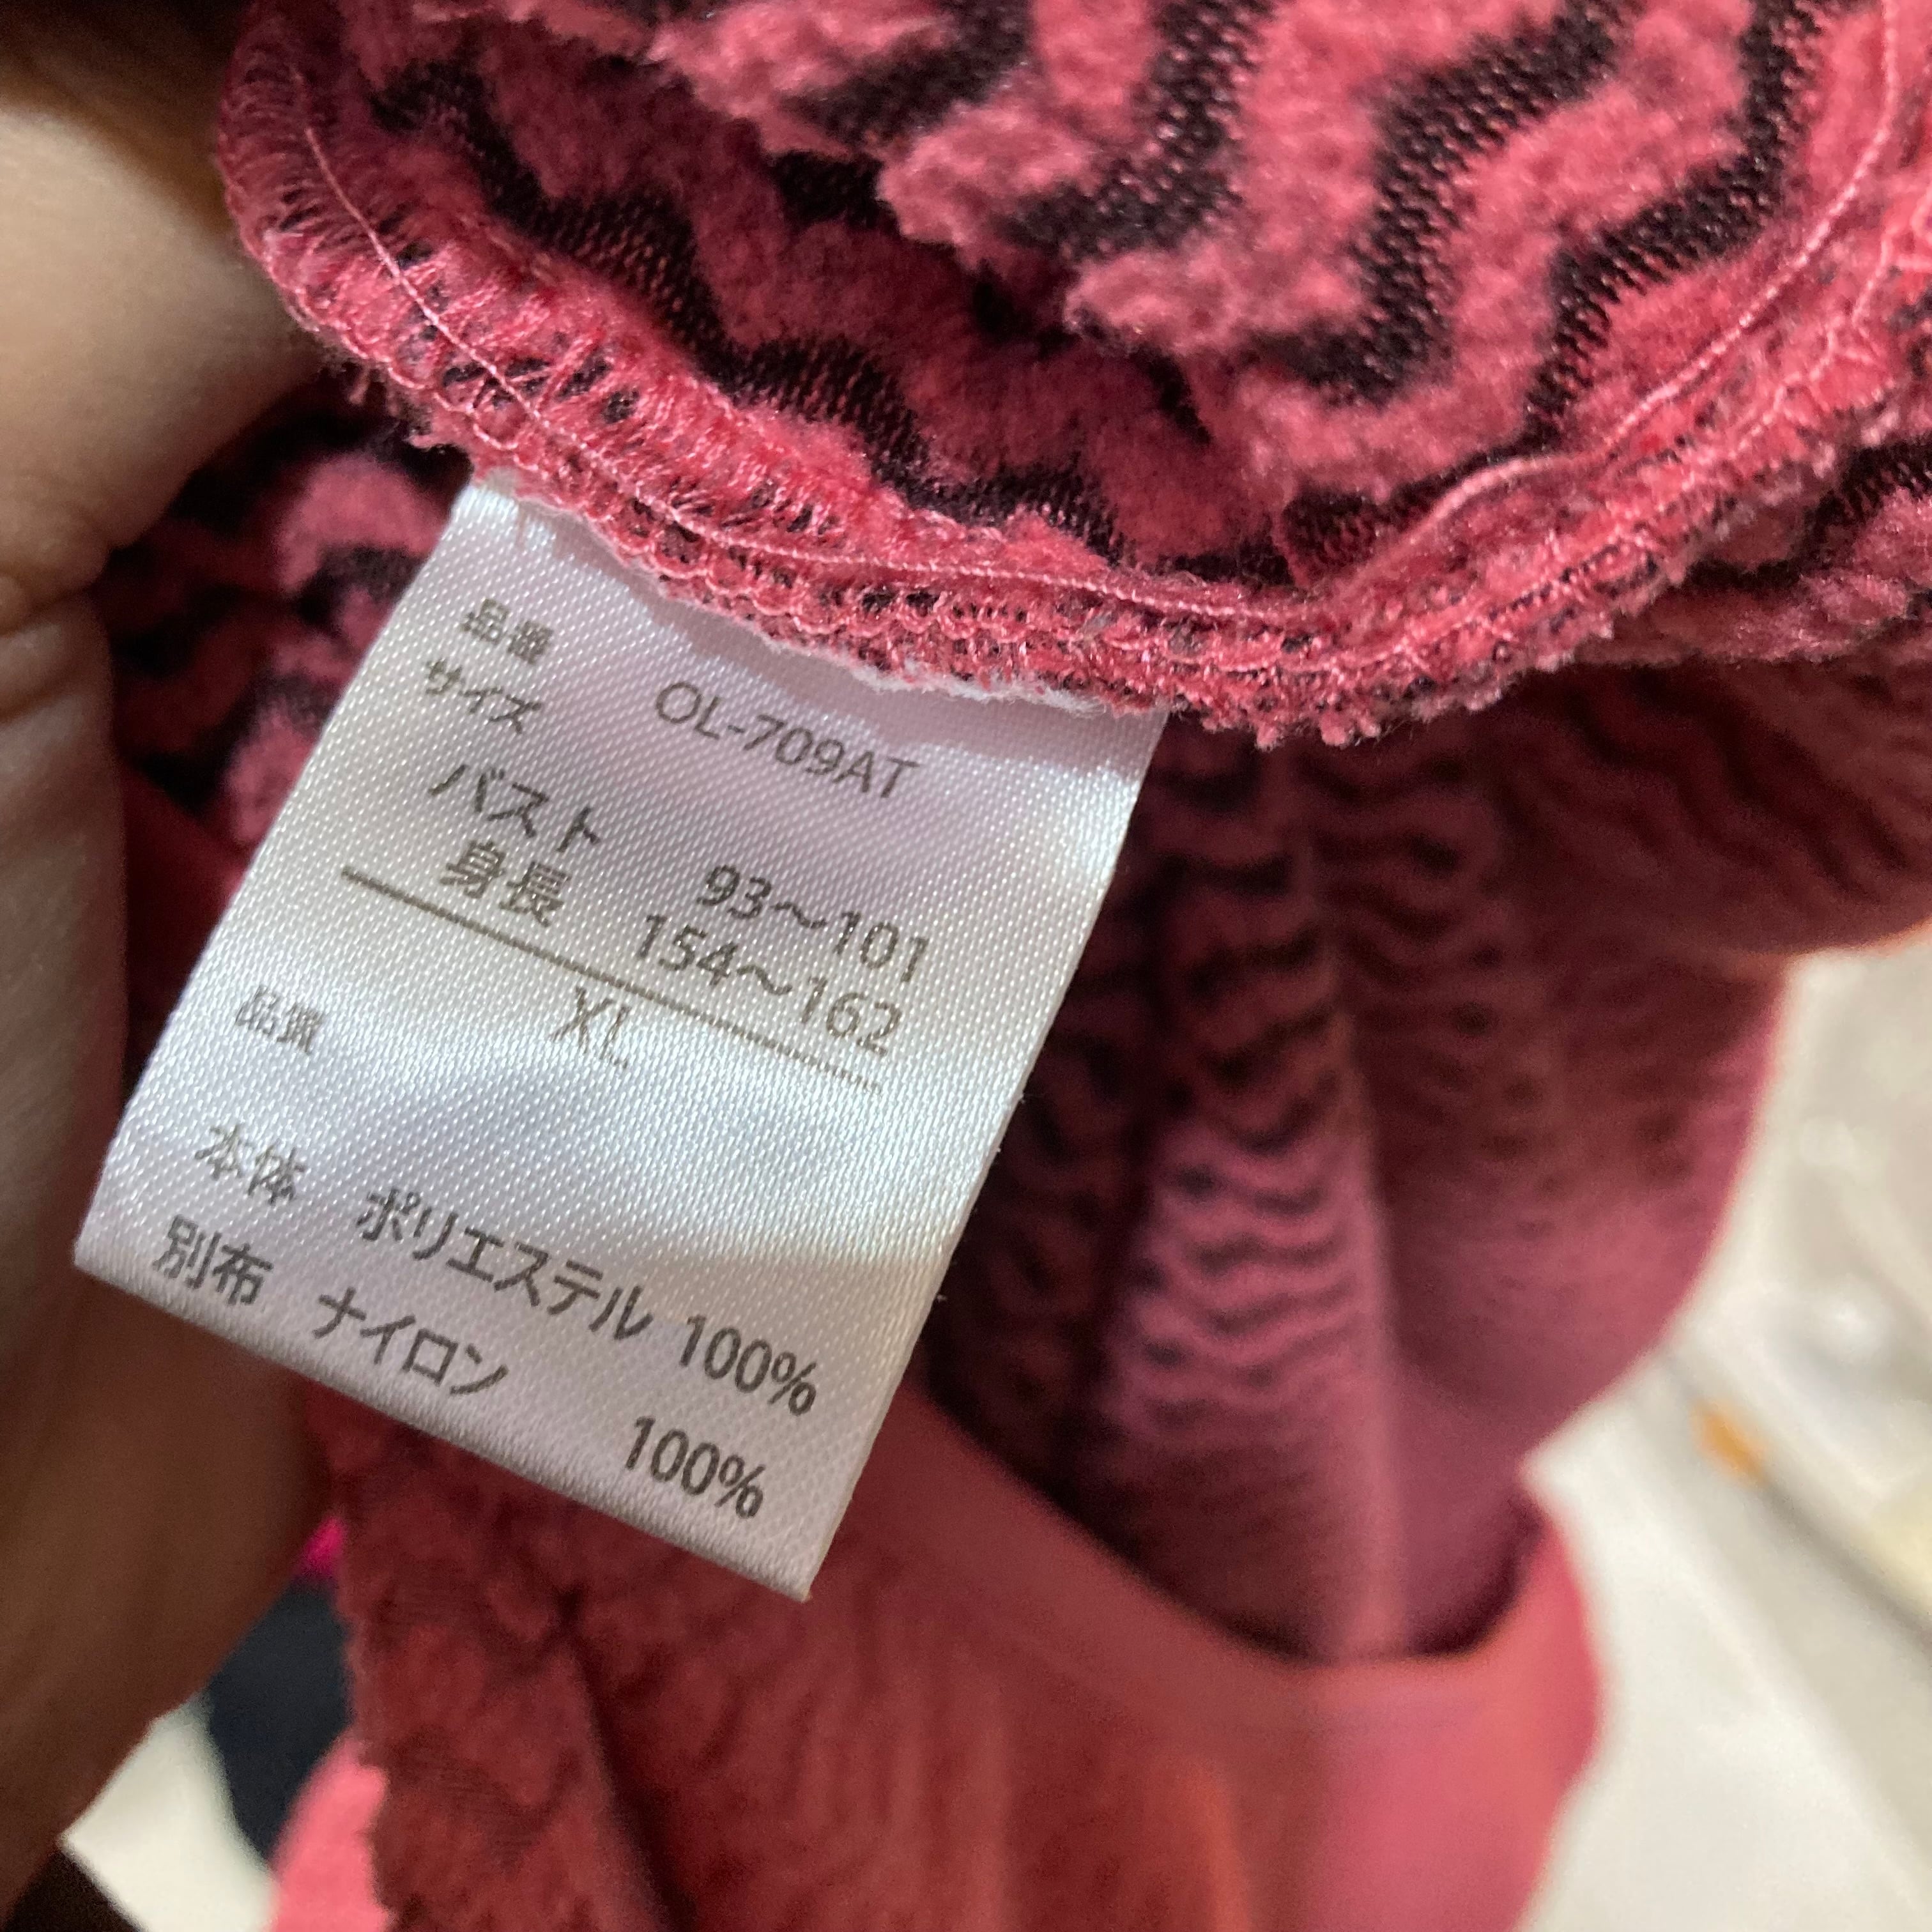 品番 OL-709AT
サイズ
バスト 93〜101
身長 154〜162
XL
品質
本体 ポリエステル 100%
別布 ナイロン 100%